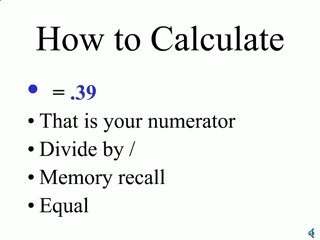 How to Calculate
• = .39
• That is your numerator
• Divide by /
• Memory recall
• Equal